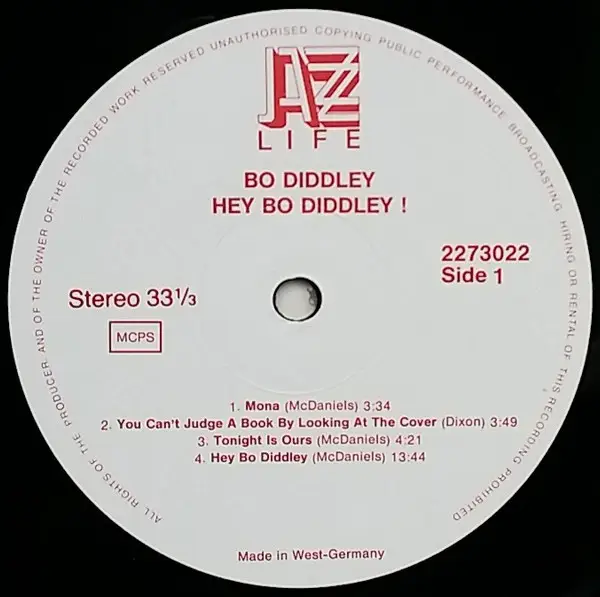 ALL RIGHTS OF THE PRODUCER AND OF THE OWNER OF THE RECORDED WORK RESERVED UNAUTHORISED COPYING PUBLIC PERFORMANCE BROADCASTING HIRING OR RENTAL OF THIS RECORDING PROHIBITED
JAZZ
LIFE
BO DIDDLEY
HEY BO DIDDLEY !
2273022
Side 1
Stereo 33 1/3
MCPS
1. Mona (McDaniels) 3:34
2. You Can't Judge A Book By Looking At The Cover (Dixon) 3:49
3. Tonight Is Ours (McDaniels) 4:21
4. Hey Bo Diddley (McDaniels) 13:44
Made in West-Germany